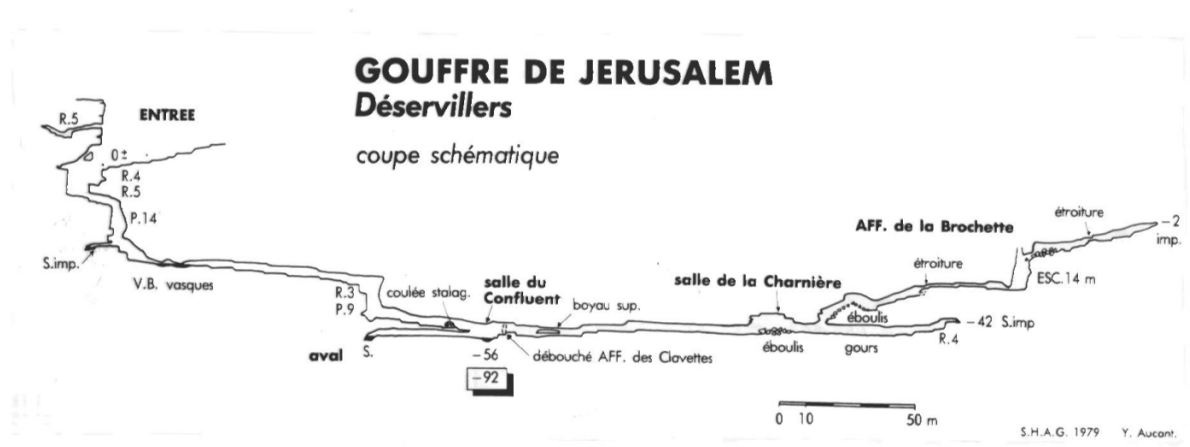 GOUFFRE DE JERUSALEM
Déservillers
coupe schématique
R.5
ENTREE
0±
R.4
R.5
P.14
S.imp.
V.B. vasques
R.3
P.9
coulée stalag.
salle du
Confluent
boyau sup.
salle de la Charnière
AFF. de la Brochette
étroiture
-2
imp.
étroiture
ESC.14 m
éboulis
-42 S.imp
R.4
aval
S.
-56
-92
débouché AFF. des Clavettes
éboulis
gours
0 10 50 m
S.H.A.G. 1979 Y. Aucant.